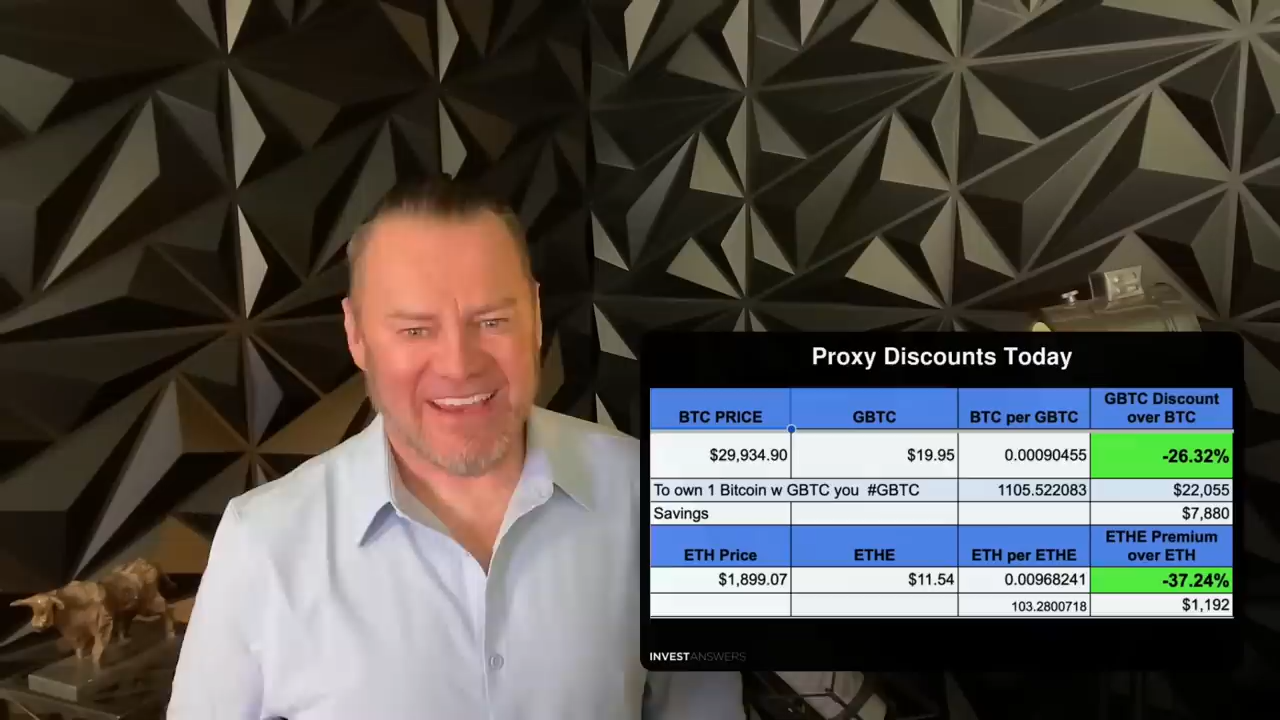 Proxy Discounts Today
BTC PRICE GBTC BTC per GBTC GBTC Discount over BTC
$29,934.90 $19.95 0.00090455 -26.32%
To own 1 Bitcoin w GBTC you #GBTC 1105.522083 $22,055
Savings $7,880
ETH Price ETHE ETH per ETHE ETHE Premium over ETH
$1,899.07 $11.54 0.00968241 -37.24%
103.2800718 $1,192
INVESTANSWERS